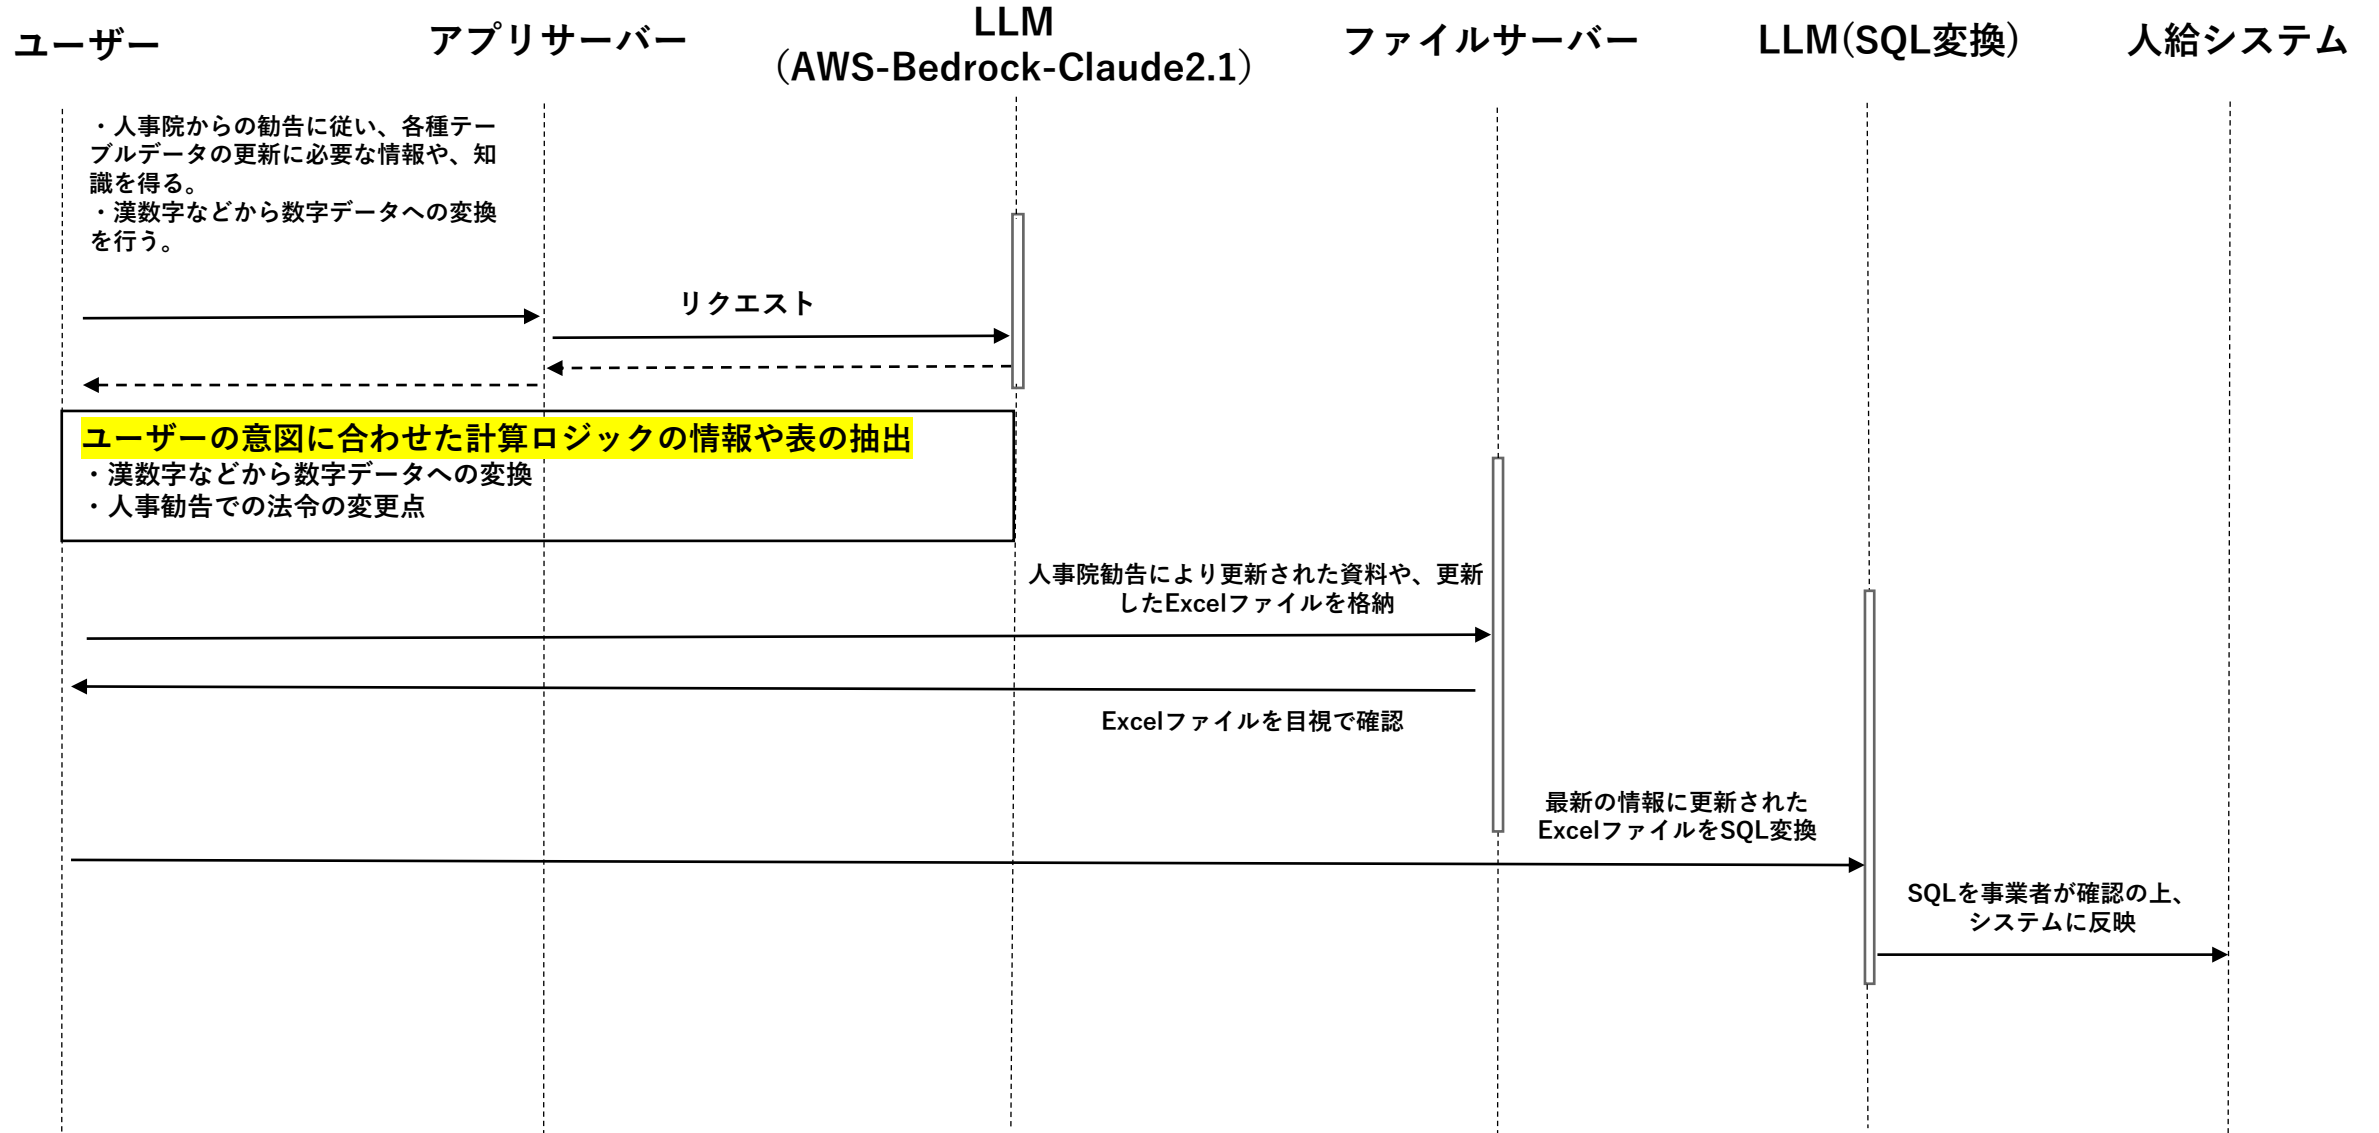 ユーザー
アプリサーバー
LLM
(AWS-Bedrock-Claude2.1)
ファイルサーバー
LLM(SQL変換)
人給システム
・人事院からの勧告に従い、各種テー
ブルデータの更新に必要な情報や、知
識を得る。
・漢数字などから数字データへの変換
を行う。
リクエスト
ユーザーの意図に合わせた計算ロジックの情報や表の抽出
・漢数字などから数字データへの変換
・人事勧告での法令の変更点
人事院勧告により更新された資料や、更新
したExcelファイルを格納
Excelファイルを目視で確認
最新の情報に更新された
ExcelファイルをSQL変換
SQLを事業者が確認の上、
システムに反映